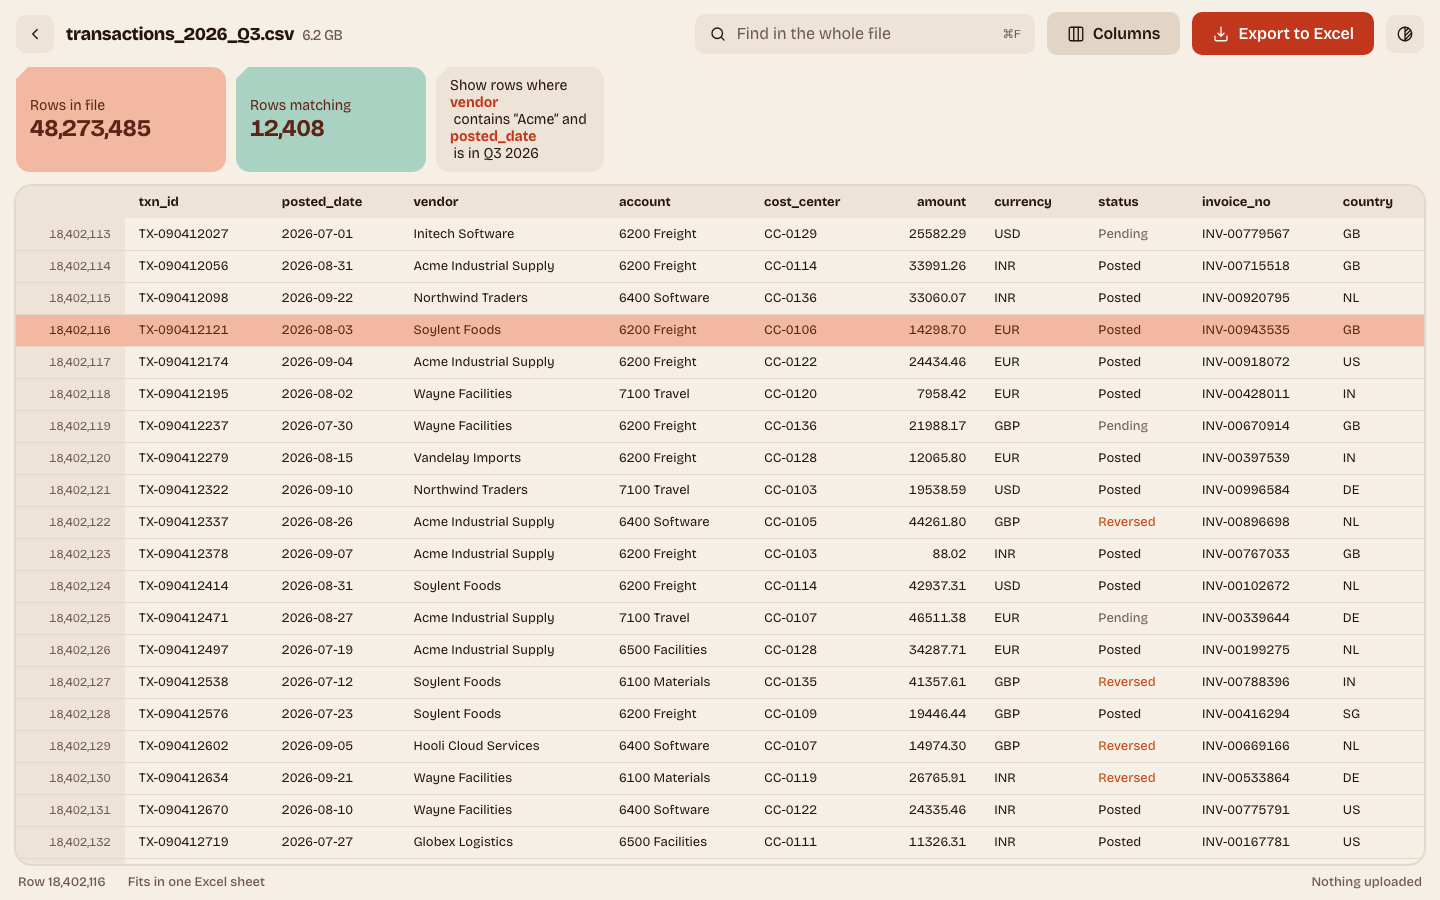 transactions_2026_Q3.csv 6.2 GB Find in the whole file ⌘F Columns Export to Excel
Rows in file
48,273,485
Rows matching
12,408
Show rows where
vendor
contains "Acme" and
posted_date
is in Q3 2026
txn_id posted_date vendor account cost_center amount currency status invoice_no country
18,402,113 TX-090412027 2026-07-01 Initech Software 6200 Freight CC-0129 25582.29 USD Pending INV-00779567 GB
18,402,114 TX-090412056 2026-08-31 Acme Industrial Supply 6200 Freight CC-0114 33991.26 INR Posted INV-00715518 GB
18,402,115 TX-090412098 2026-09-22 Northwind Traders 6400 Software CC-0136 33060.07 INR Posted INV-00920795 NL
18,402,116 TX-090412121 2026-08-03 Soylent Foods 6200 Freight CC-0106 14298.70 EUR Posted INV-00943535 GB
18,402,117 TX-090412174 2026-09-04 Acme Industrial Supply 6200 Freight CC-0122 24434.46 EUR Posted INV-00918072 US
18,402,118 TX-090412195 2026-08-02 Wayne Facilities 7100 Travel CC-0120 7958.42 EUR Posted INV-00428011 IN
18,402,119 TX-090412237 2026-07-30 Wayne Facilities 6200 Freight CC-0136 21988.17 GBP Pending INV-00670914 GB
18,402,120 TX-090412279 2026-08-15 Vandelay Imports 6200 Freight CC-0128 12065.80 EUR Posted INV-00397539 IN
18,402,121 TX-090412322 2026-09-10 Northwind Traders 7100 Travel CC-0103 19538.59 USD Posted INV-00996584 DE
18,402,122 TX-090412337 2026-08-26 Acme Industrial Supply 6400 Software CC-0105 44261.80 GBP Reversed INV-00896698 NL
18,402,123 TX-090412378 2026-09-07 Acme Industrial Supply 6200 Freight CC-0103 88.02 INR Posted INV-00767033 GB
18,402,124 TX-090412414 2026-08-31 Soylent Foods 6200 Freight CC-0114 42937.31 USD Posted INV-00102672 NL
18,402,125 TX-090412471 2026-08-27 Acme Industrial Supply 7100 Travel CC-0107 46511.38 EUR Pending INV-00339644 DE
18,402,126 TX-090412497 2026-07-19 Acme Industrial Supply 6500 Facilities CC-0128 34287.71 EUR Posted INV-00199275 NL
18,402,127 TX-090412538 2026-07-12 Soylent Foods 6100 Materials CC-0135 41357.61 GBP Reversed INV-00788396 IN
18,402,128 TX-090412576 2026-07-23 Soylent Foods 6200 Freight CC-0109 19446.44 GBP Posted INV-00416294 SG
18,402,129 TX-090412602 2026-09-05 Hooli Cloud Services 6400 Software CC-0107 14974.30 GBP Reversed INV-00669166 NL
18,402,130 TX-090412634 2026-09-21 Wayne Facilities 6100 Materials CC-0119 26765.91 INR Reversed INV-00533864 DE
18,402,131 TX-090412670 2026-08-10 Wayne Facilities 6400 Software CC-0122 24335.46 INR Posted INV-00775791 US
18,402,132 TX-090412719 2026-07-27 Globex Logistics 6500 Facilities CC-0111 11326.31 INR Posted INV-00167781 US
Row 18,402,116 Fits in one Excel sheet Nothing uploaded